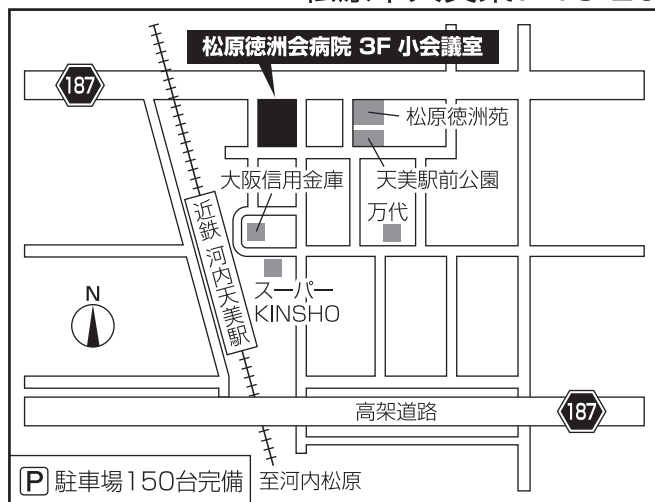 松原徳洲会病院 3F 小会議室
187
松原徳洲苑
大阪信用金庫
天美駅前公園
万代
近鉄 河内天美駅
スーパー
KINSHO
N
高架道路
187
P 駐車場150台完備
至河内松原